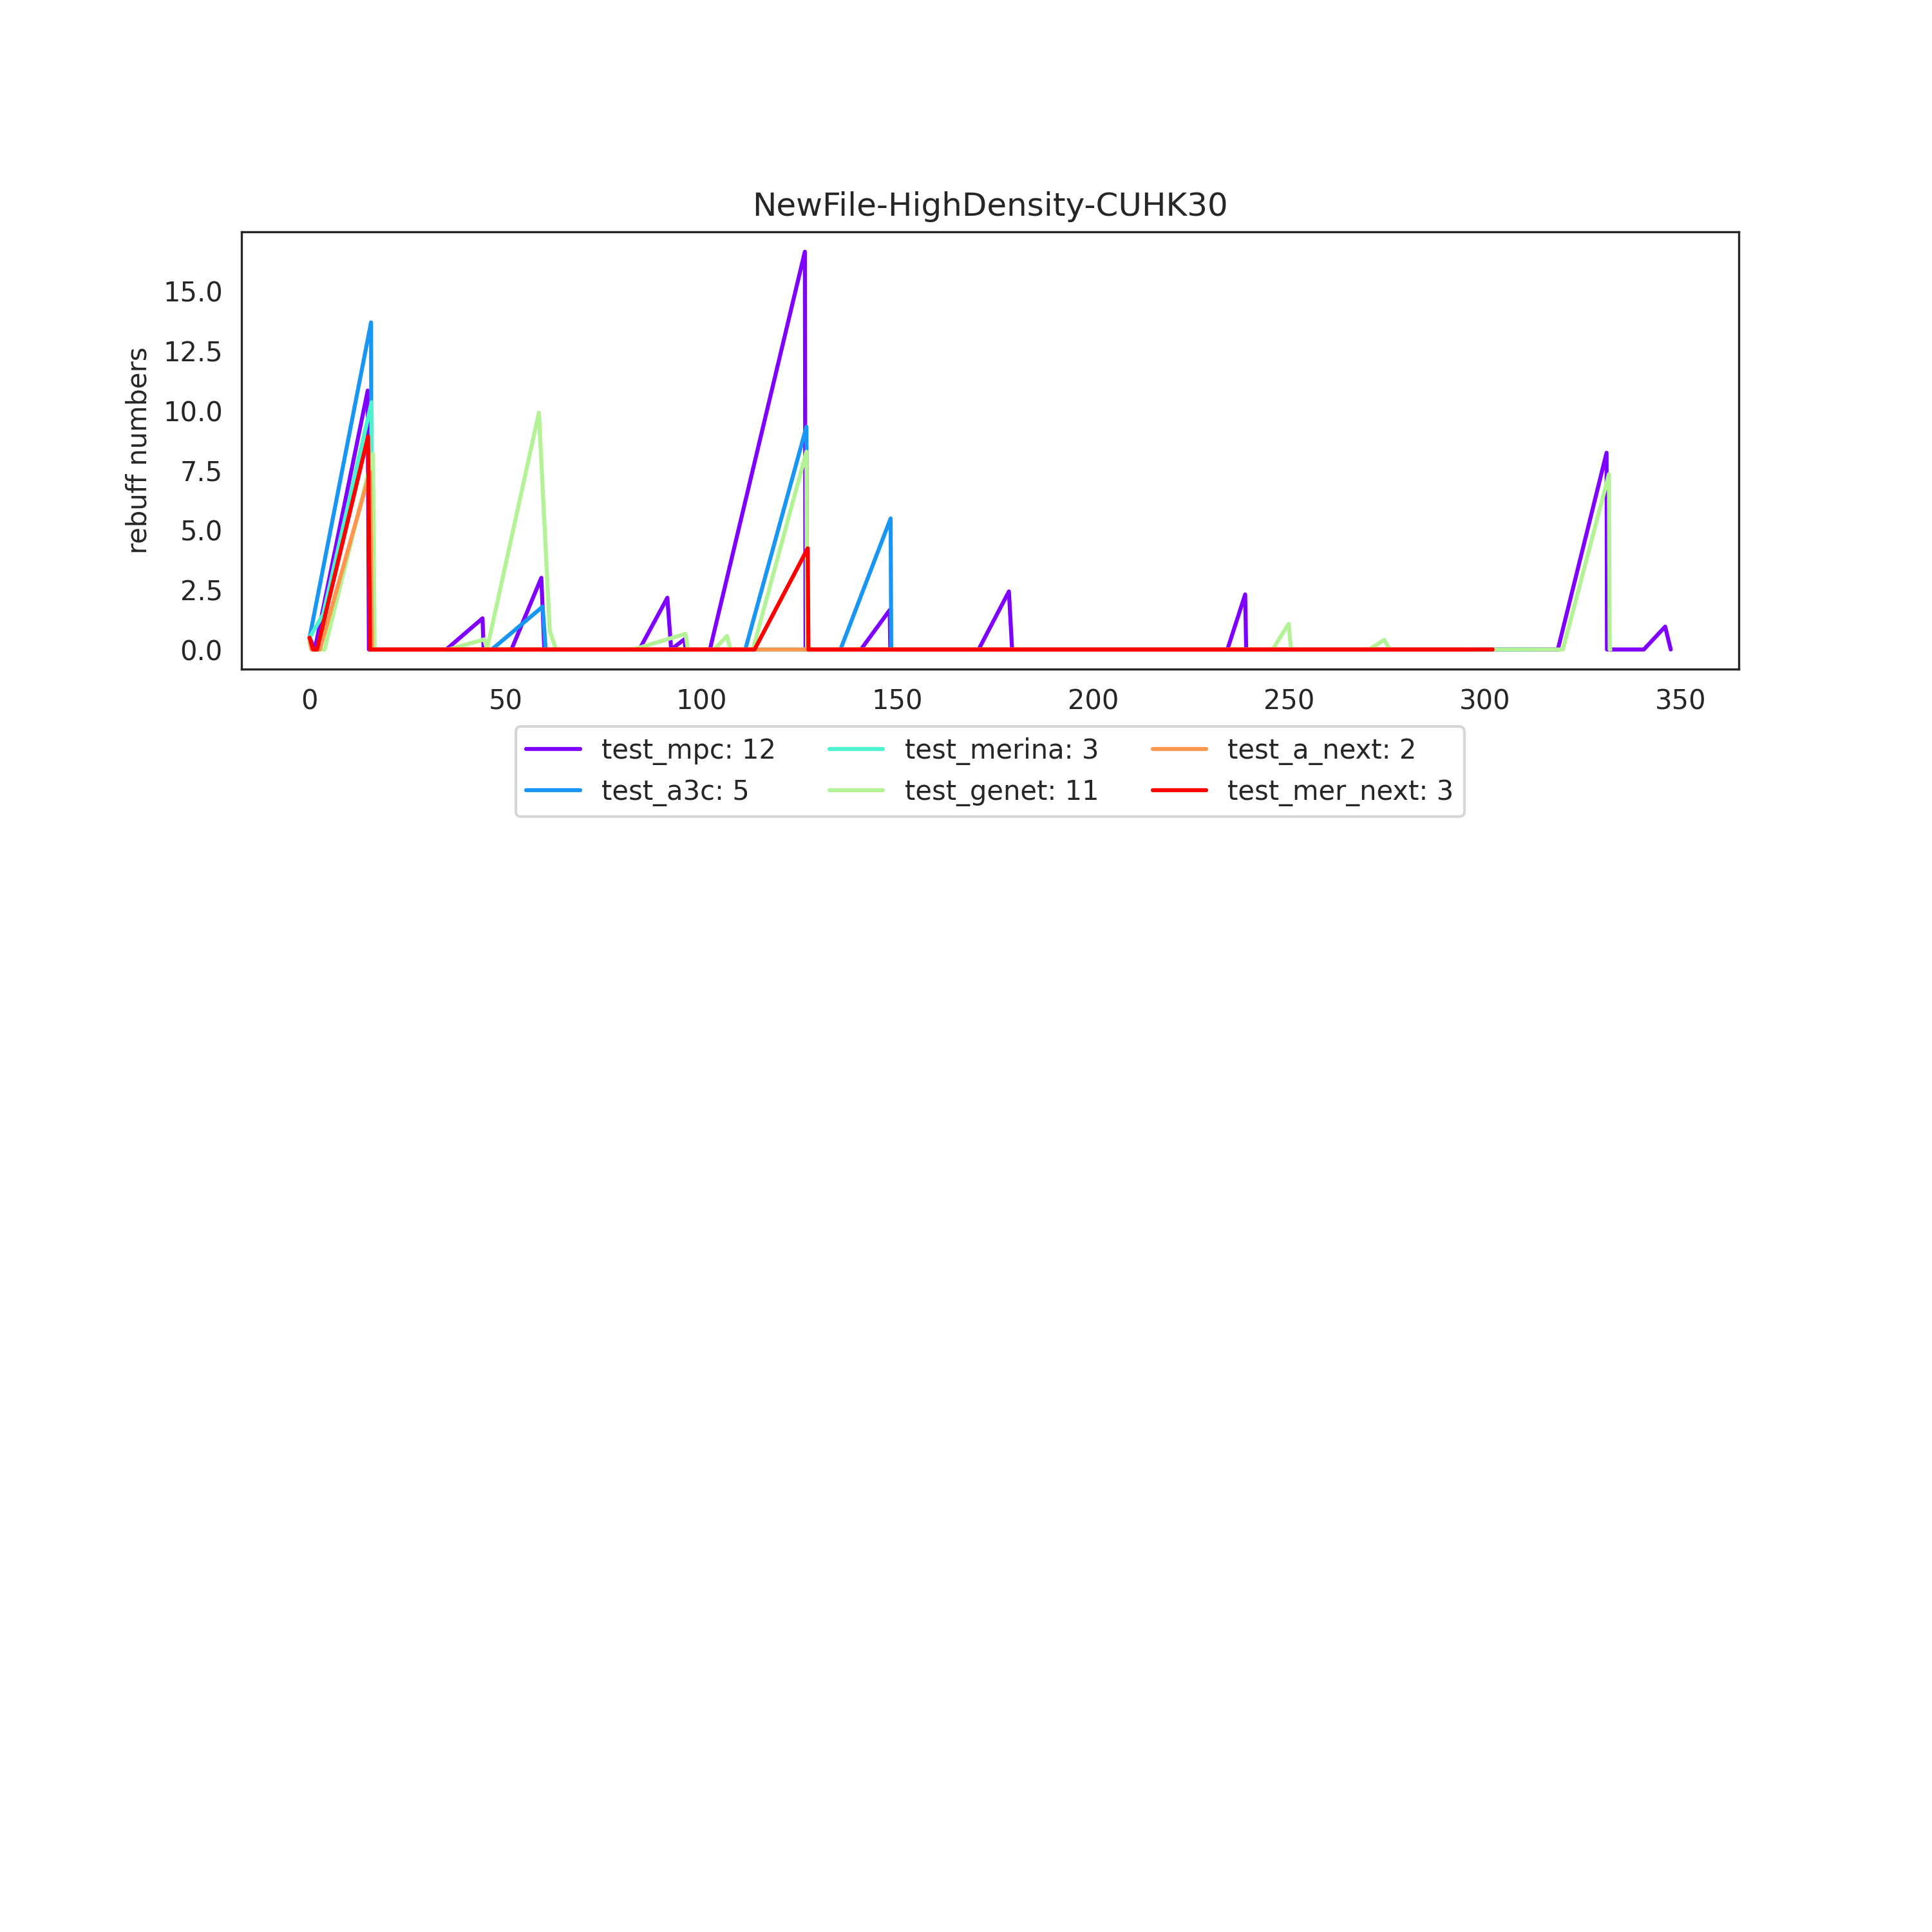 NewFile-HighDensity-CUHK30
rebuff numbers
15.0
12.5
10.0
7.5
5.0
2.5
0.0
0 50 100 150 200 250 300 350
test_mpc: 12 test_merina: 3 test_a_next: 2
test_a3c: 5 test_genet: 11 test_mer_next: 3